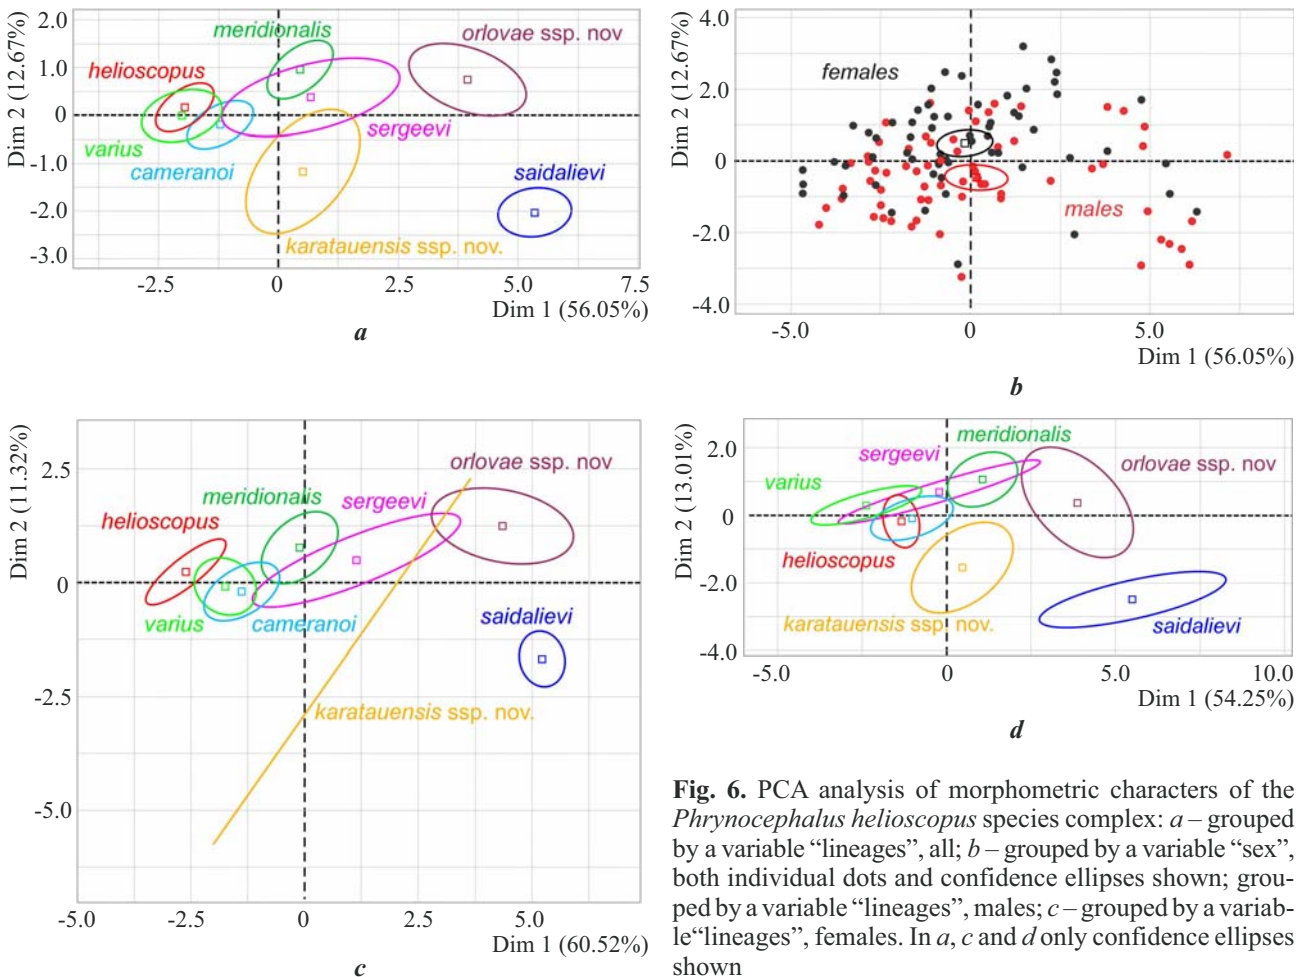 2.0
1.0
0
-1.0
-2.0
-3.0
Dim 2 (12.67%)
meridionalis
orlovae ssp. nov
helioscopus
sergeevi
varius
cameranoi
saidalievi
karatauensis ssp. nov.
-2.5 0 2.5 5.0 7.5
Dim 1 (56.05%)
a
4.0
2.0
0
-2.0
-4.0
Dim 2 (12.67%)
females
males
-5.0 0 5.0
Dim 1 (56.05%)
b
2.5
0
-2.5
-5.0
Dim 2 (11.32%)
orlovae ssp. nov
meridionalis
sergeevi
helioscopus
saidalievi
varius
cameranoi
karatauensis ssp. nov.
-5.0 -2.5 0 2.5 5.0
Dim 1 (60.52%)
c
2.0
0
-2.0
-4.0
Dim 2 (13.01%)
meridionalis
sergeevi
orlovae ssp. nov
varius
helioscopus
karatauensis ssp. nov.
saidalievi
-5.0 0 5.0 10.0
Dim 1 (54.25%)
d
Fig. 6. PCA analysis of morphometric characters of the
Phrynocephalus helioscopus species complex: a – grouped
by a variable “lineages”, all; b – grouped by a variable “sex”,
both individual dots and confidence ellipses shown; grou-
ped by a variable “lineages”, males; c – grouped by a variab-
le“lineages”, females. In a, c and d only confidence ellipses
shown